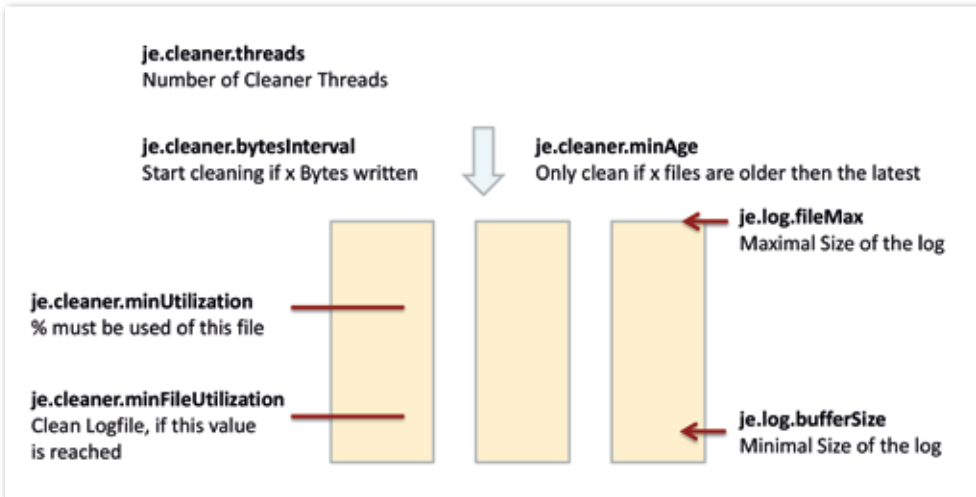 je.cleaner.threads
Number of Cleaner Threads
je.cleaner.bytesInterval
Start cleaning if x Bytes written
je.cleaner.minAge
Only clean if x files are older then the latest
je.log.fileMax
Maximal Size of the log
je.cleaner.minUtilization
% must be used of this file
je.cleaner.minFileUtilization
Clean Logfile, if this value
is reached
je.log.bufferSize
Minimal Size of the log